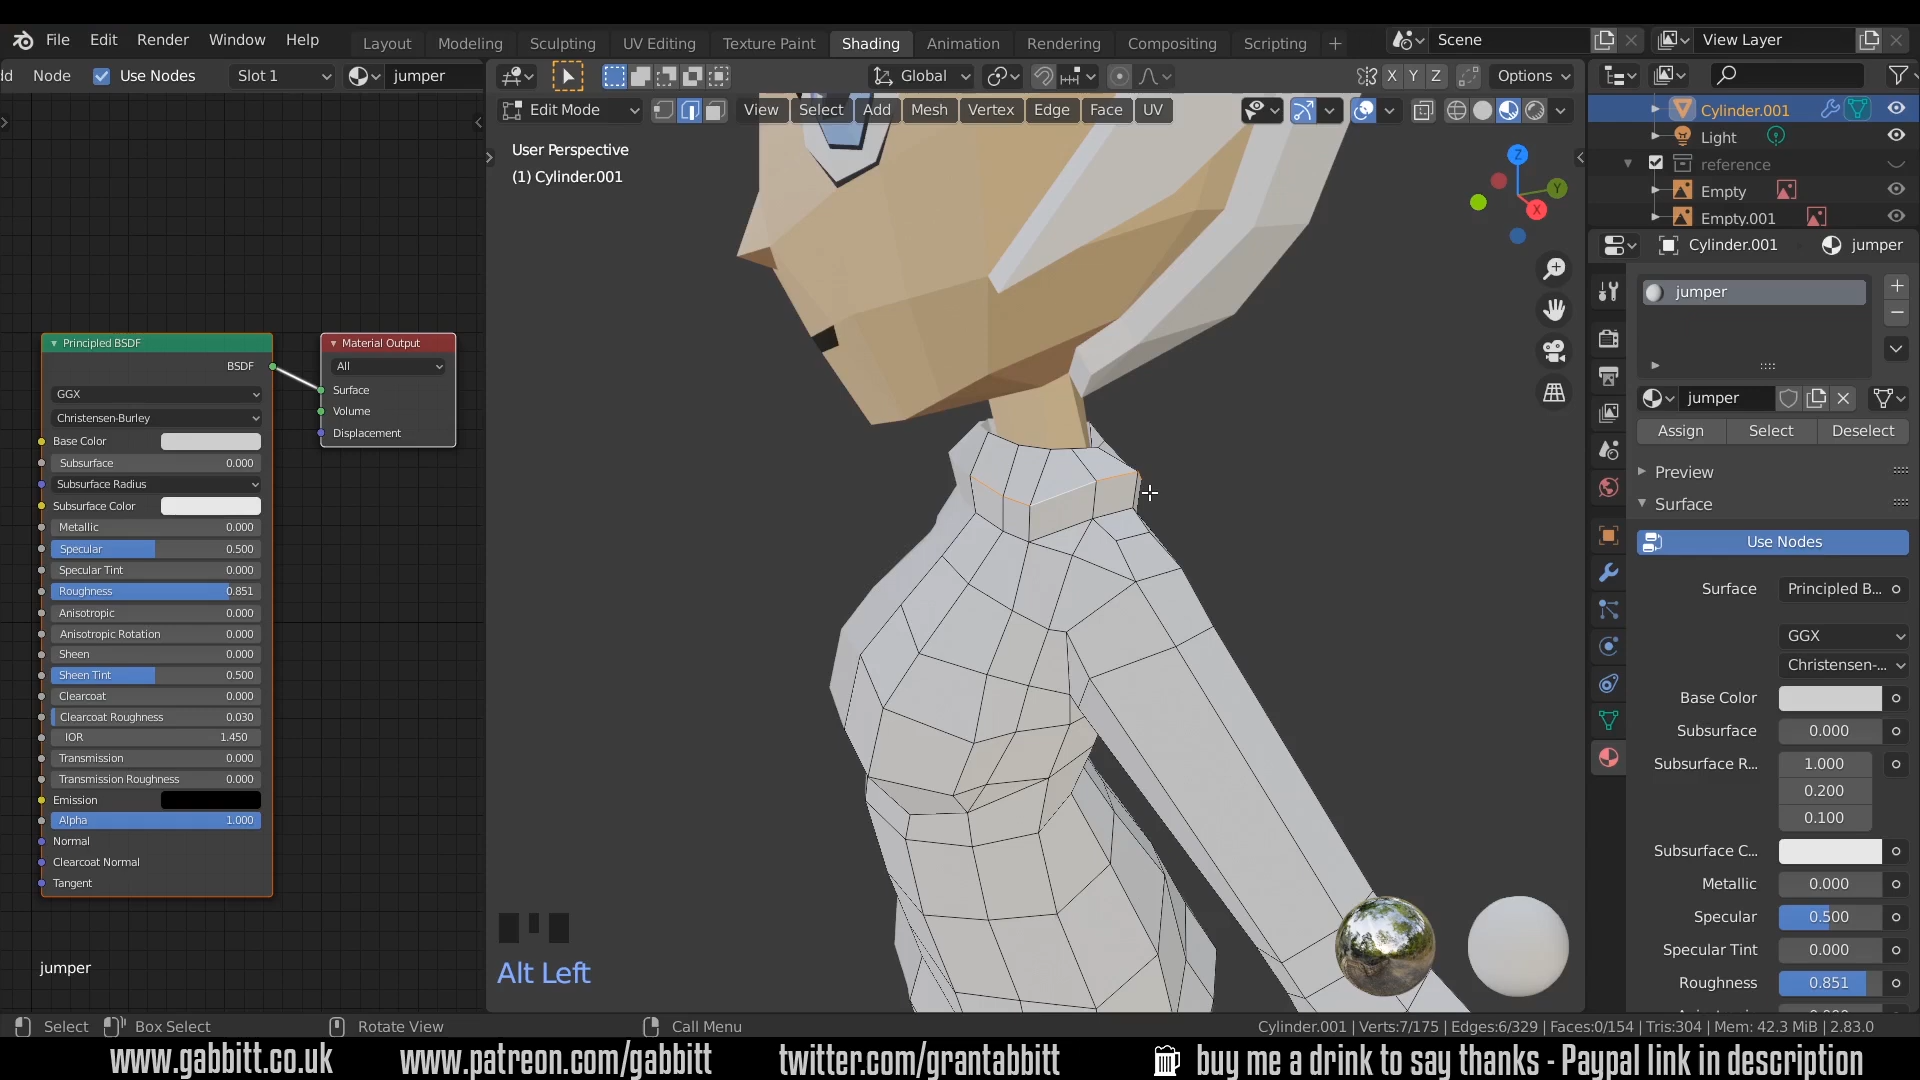 File Edit Render Window Help Layout Modeling Sculpting UV Editing Texture Paint Shading Animation Rendering Compositing Scripting Scene View Layer
Node Use Nodes Slot 1 jumper Global X Y Z Options
Edit Mode View Select Add Mesh Vertex Edge Face UV
User Perspective
(1) Cylinder.001
Z
Y
X
Cylinder.001
Light
reference
Empty
Empty.001
Cylinder.001 jumper
jumper
jumper
Assign Select Deselect
Preview
Surface
Use Nodes
Surface Principled B...
GGX
Christensen-...
Base Color
Subsurface 0.000
Subsurface R... 1.000
0.200
0.100
Subsurface C...
Metallic 0.000
Specular 0.500
Specular Tint 0.000
Roughness 0.851
Principled BSDF
BSDF
GGX
Christensen-Burley
Base Color
Subsurface 0.000
Subsurface Radius
Subsurface Color
Metallic 0.000
Specular 0.500
Specular Tint 0.000
Roughness 0.851
Anisotropic 0.000
Anisotropic Rotation 0.000
Sheen 0.000
Sheen Tint 0.500
Clearcoat 0.000
Clearcoat Roughness 0.030
IOR 1.450
Transmission 0.000
Transmission Roughness 0.000
Emission
Alpha 1.000
Normal
Clearcoat Normal
Tangent
Material Output
All
Surface
Volume
Displacement
jumper
Alt Left
Select Box Select Rotate View Call Menu Cylinder.001 | Verts:7/175 | Edges:6/329 | Faces:0/154 | Tris:304 | Mem: 42.3 MiB | 2.83.0
www.gabbitt.co.uk www.patreon.com/gabbitt twitter.com/grantabbitt buy me a drink to say thanks - Paypal link in description